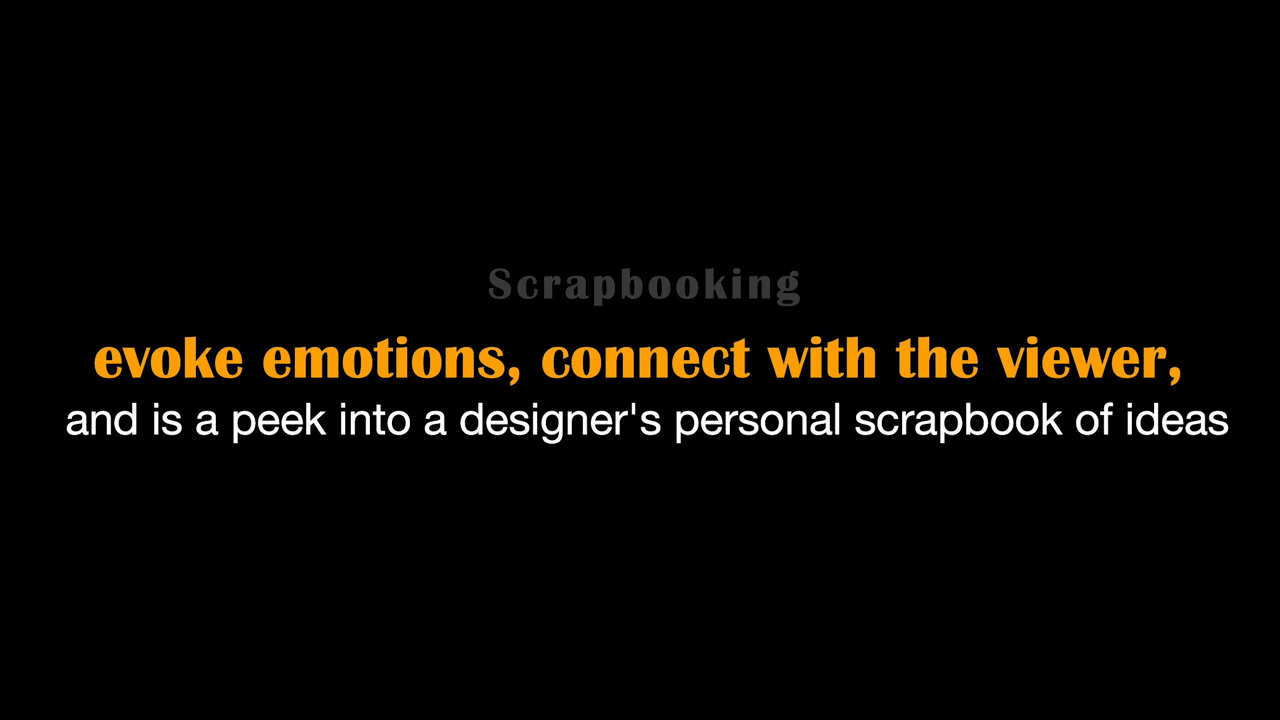 Scrapbooking
evoke emotions, connect with the viewer,
and is a peek into a designer's personal scrapbook of ideas